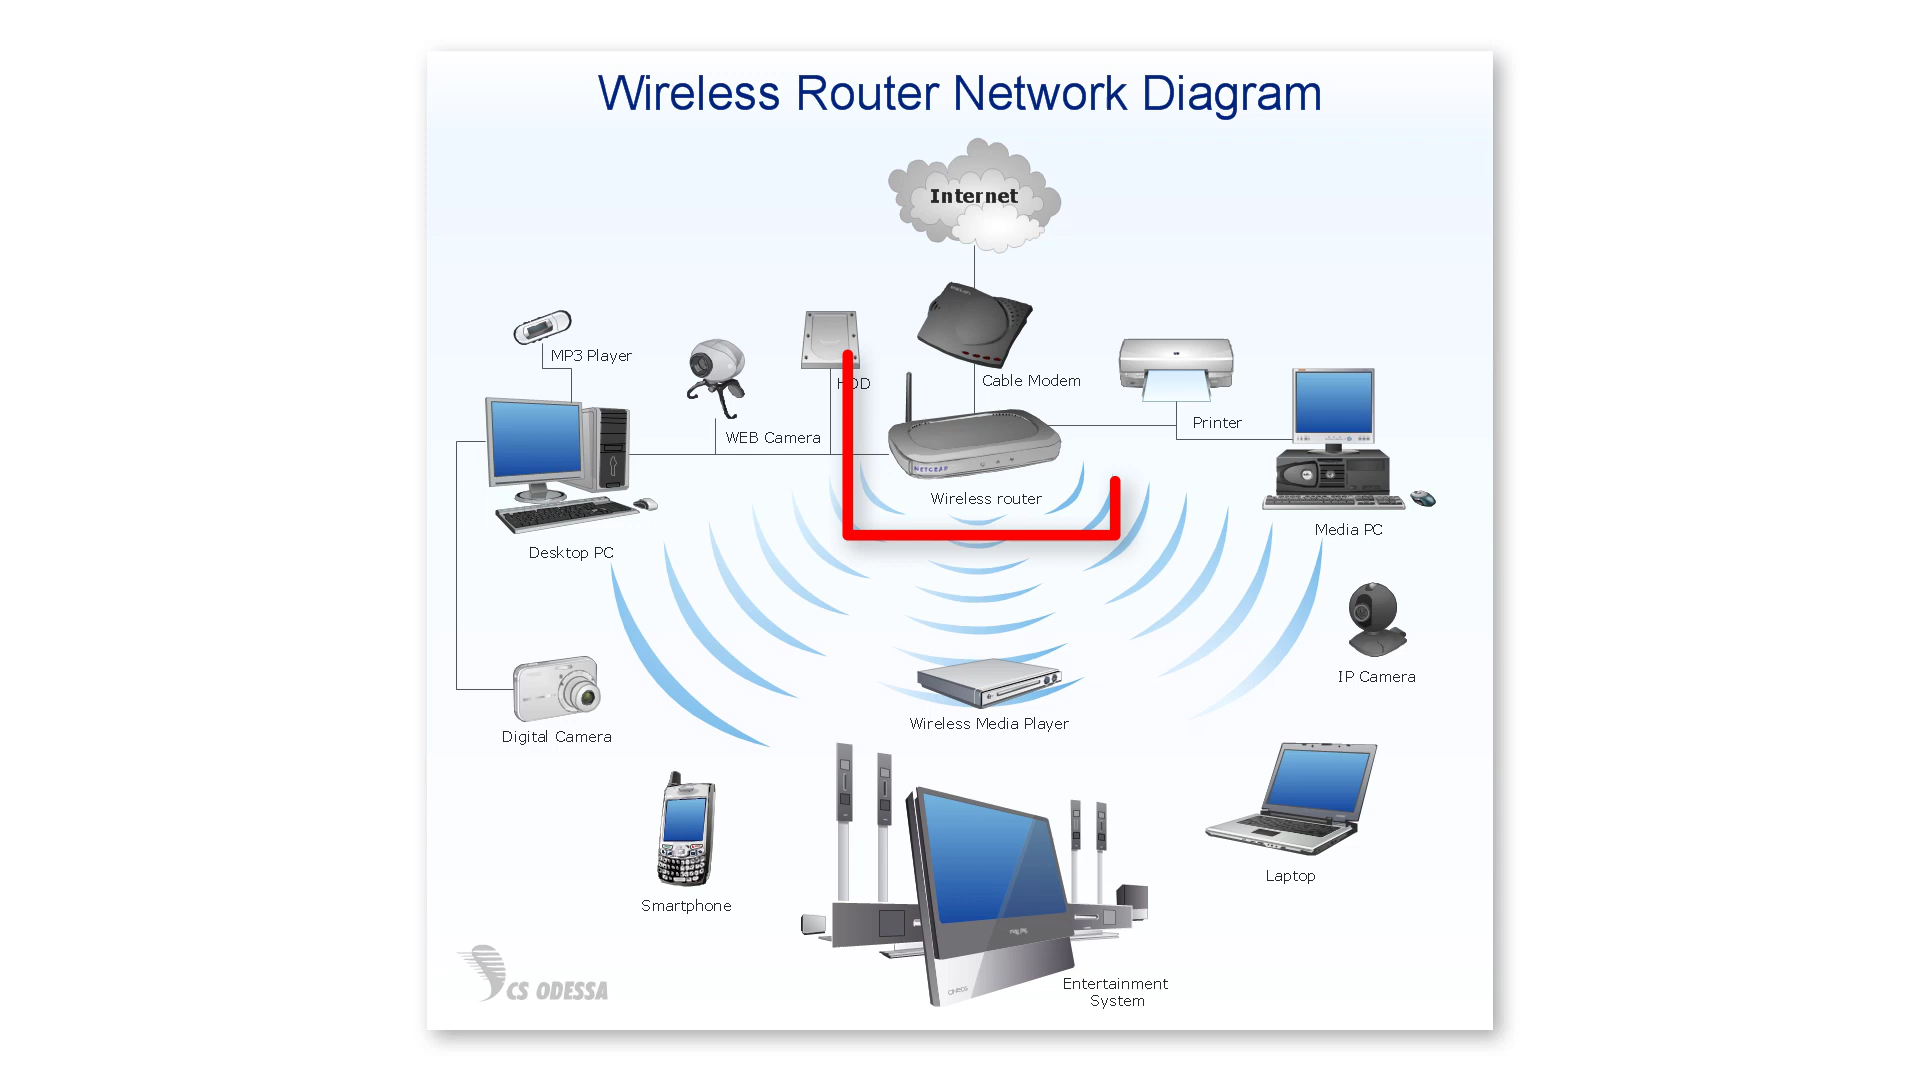 Wireless Router Network Diagram
Internet
MP3 Player
HDD
Cable Modem
Printer
WEB Camera
NETGEAR
Wireless router
Media PC
Desktop PC
IP Camera
Wireless Media Player
Digital Camera
Laptop
Smartphone
Entertainment
System
CS ODESSA